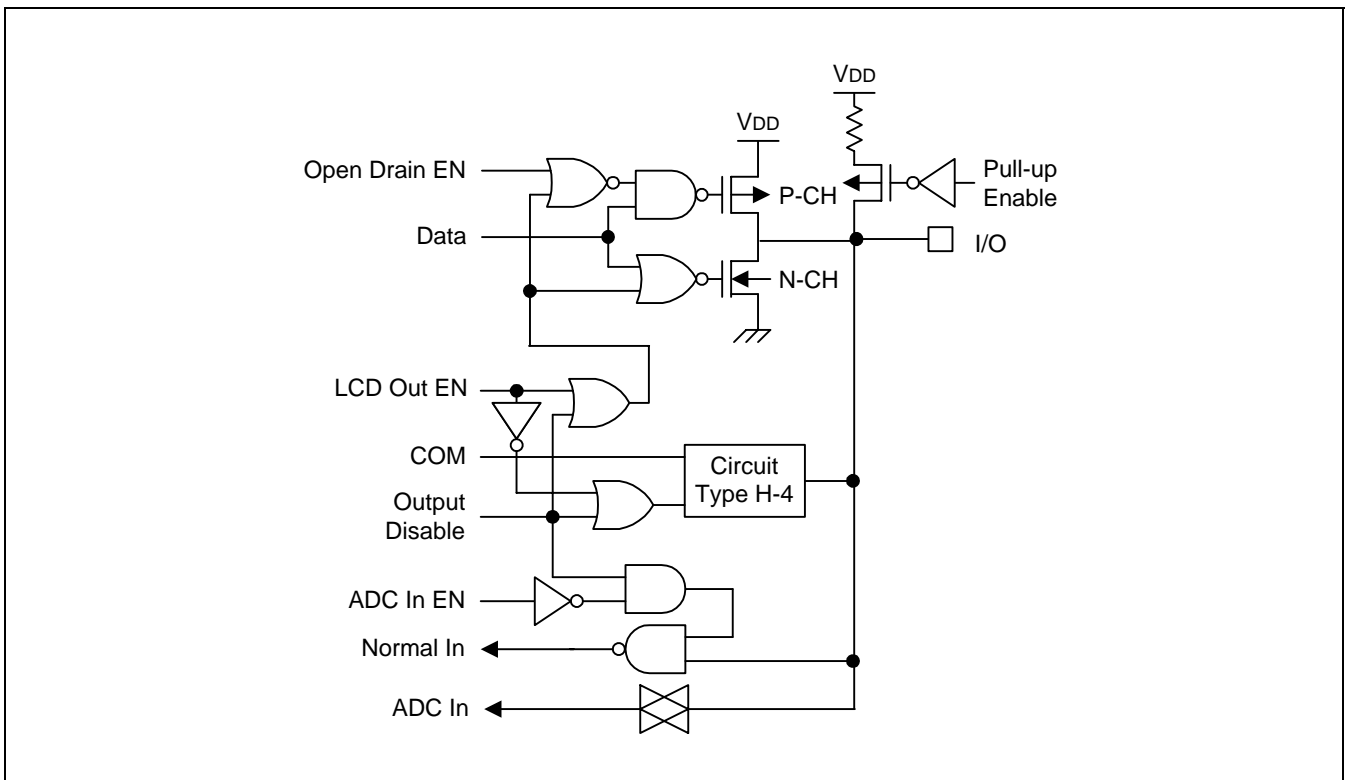 VDD
VDD
Open Drain EN
P-CH
Pull-up
Enable
Data
I/O
N-CH
LCD Out EN
COM
Circuit
Type H-4
Output
Disable
ADC In EN
Normal In
ADC In